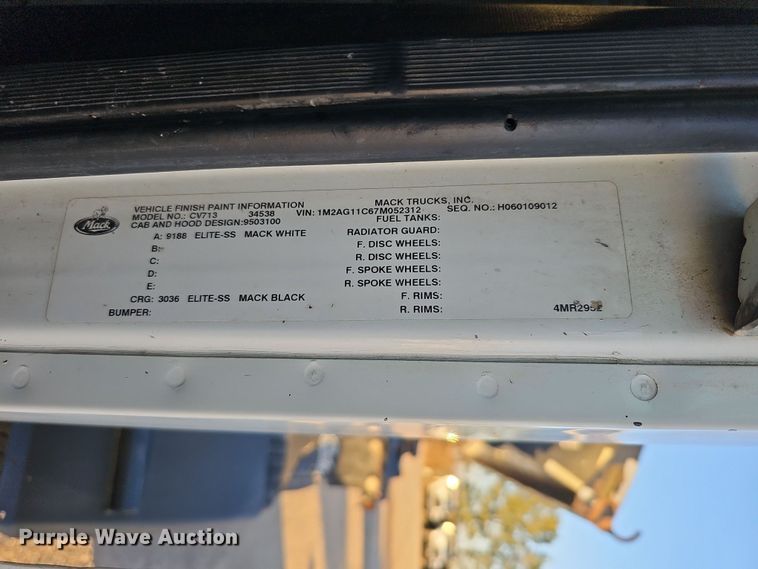 Mack
VEHICLE FINISH PAINT INFORMATION MACK TRUCKS, INC.
MODEL NO.: CV713 34538 VIN: 1M2AG11C67M052312 SEQ. NO.: H060109012
CAB AND HOOD DESIGN:9503100 FUEL TANKS:
A: 9188 ELITE-SS MACK WHITE RADIATOR GUARD:
B: F. DISC WHEELS:
C: R. DISC WHEELS:
D: F. SPOKE WHEELS:
E: R. SPOKE WHEELS:
CRG: 3036 ELITE-SS MACK BLACK F. RIMS:
BUMPER: R. RIMS: 4MR295E
Purple Wave Auction®